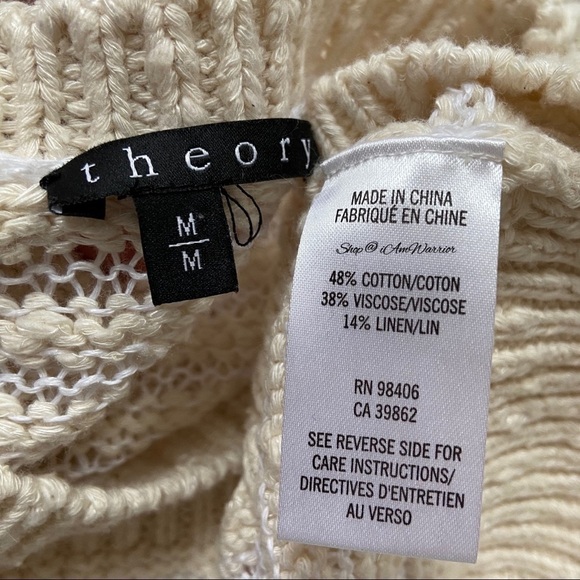 theory
M
M
MADE IN CHINA
FABRIQUÉ EN CHINE
Shop @ iAmWarrior
48% COTTON/COTON
38% VISCOSE/VISCOSE
14% LINEN/LIN
RN 98406
CA 39862
SEE REVERSE SIDE FOR
CARE INSTRUCTIONS/
DIRECTIVES D'ENTRETIEN
AU VERSO